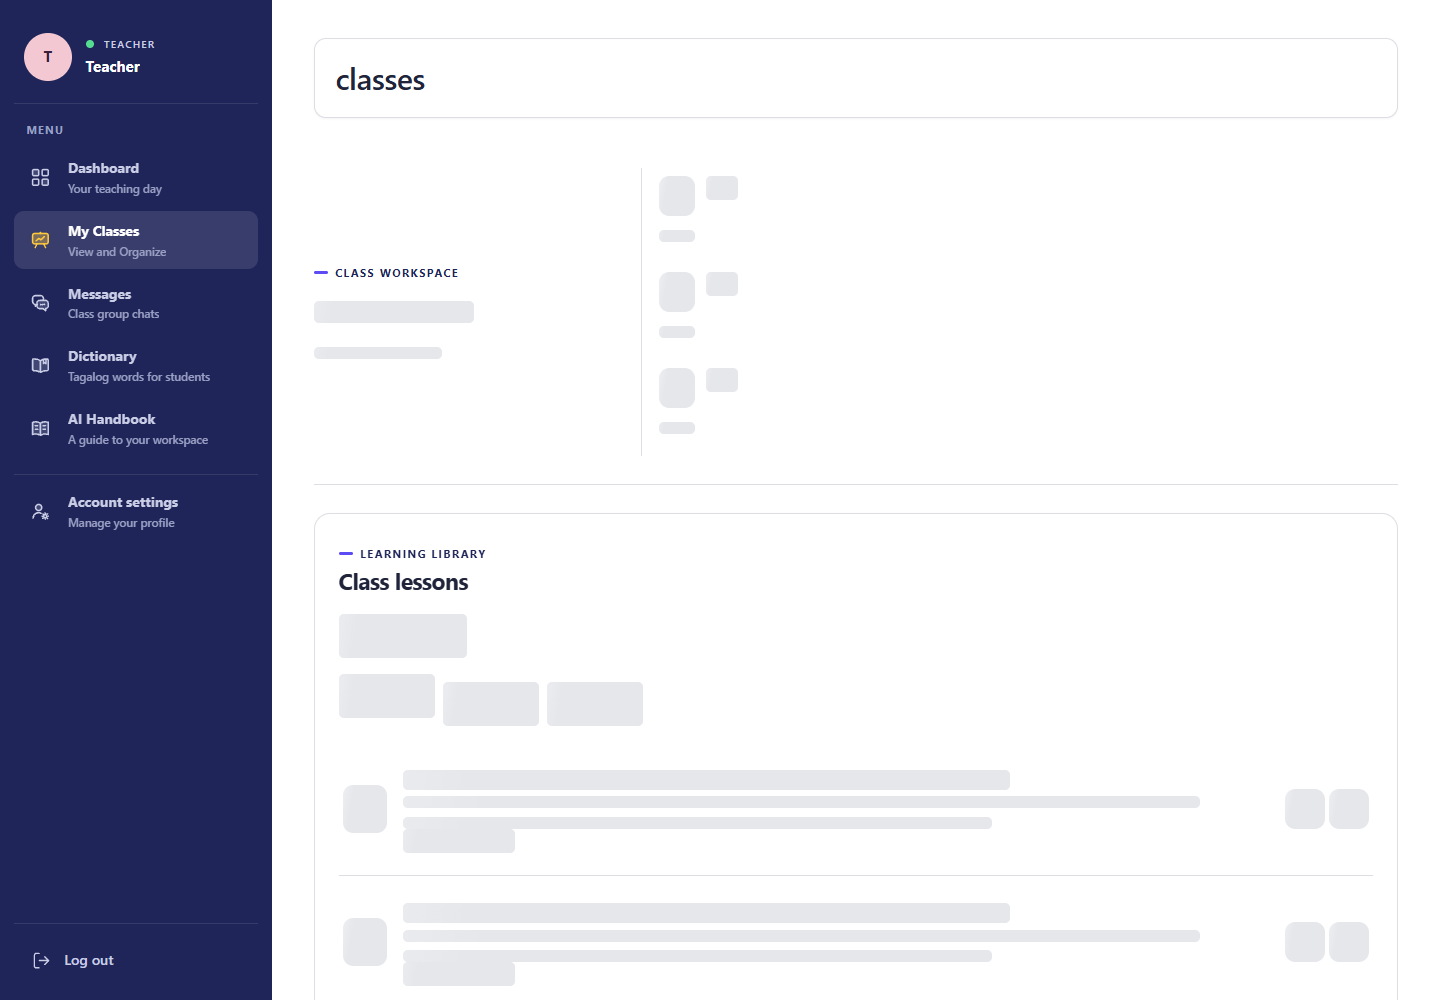 T
TEACHER
Teacher
MENU
Dashboard
Your teaching day
My Classes
View and Organize
Messages
Class group chats
Dictionary
Tagalog words for students
AI Handbook
A guide to your workspace
Account settings
Manage your profile
Log out
classes
CLASS WORKSPACE
LEARNING LIBRARY
Class lessons